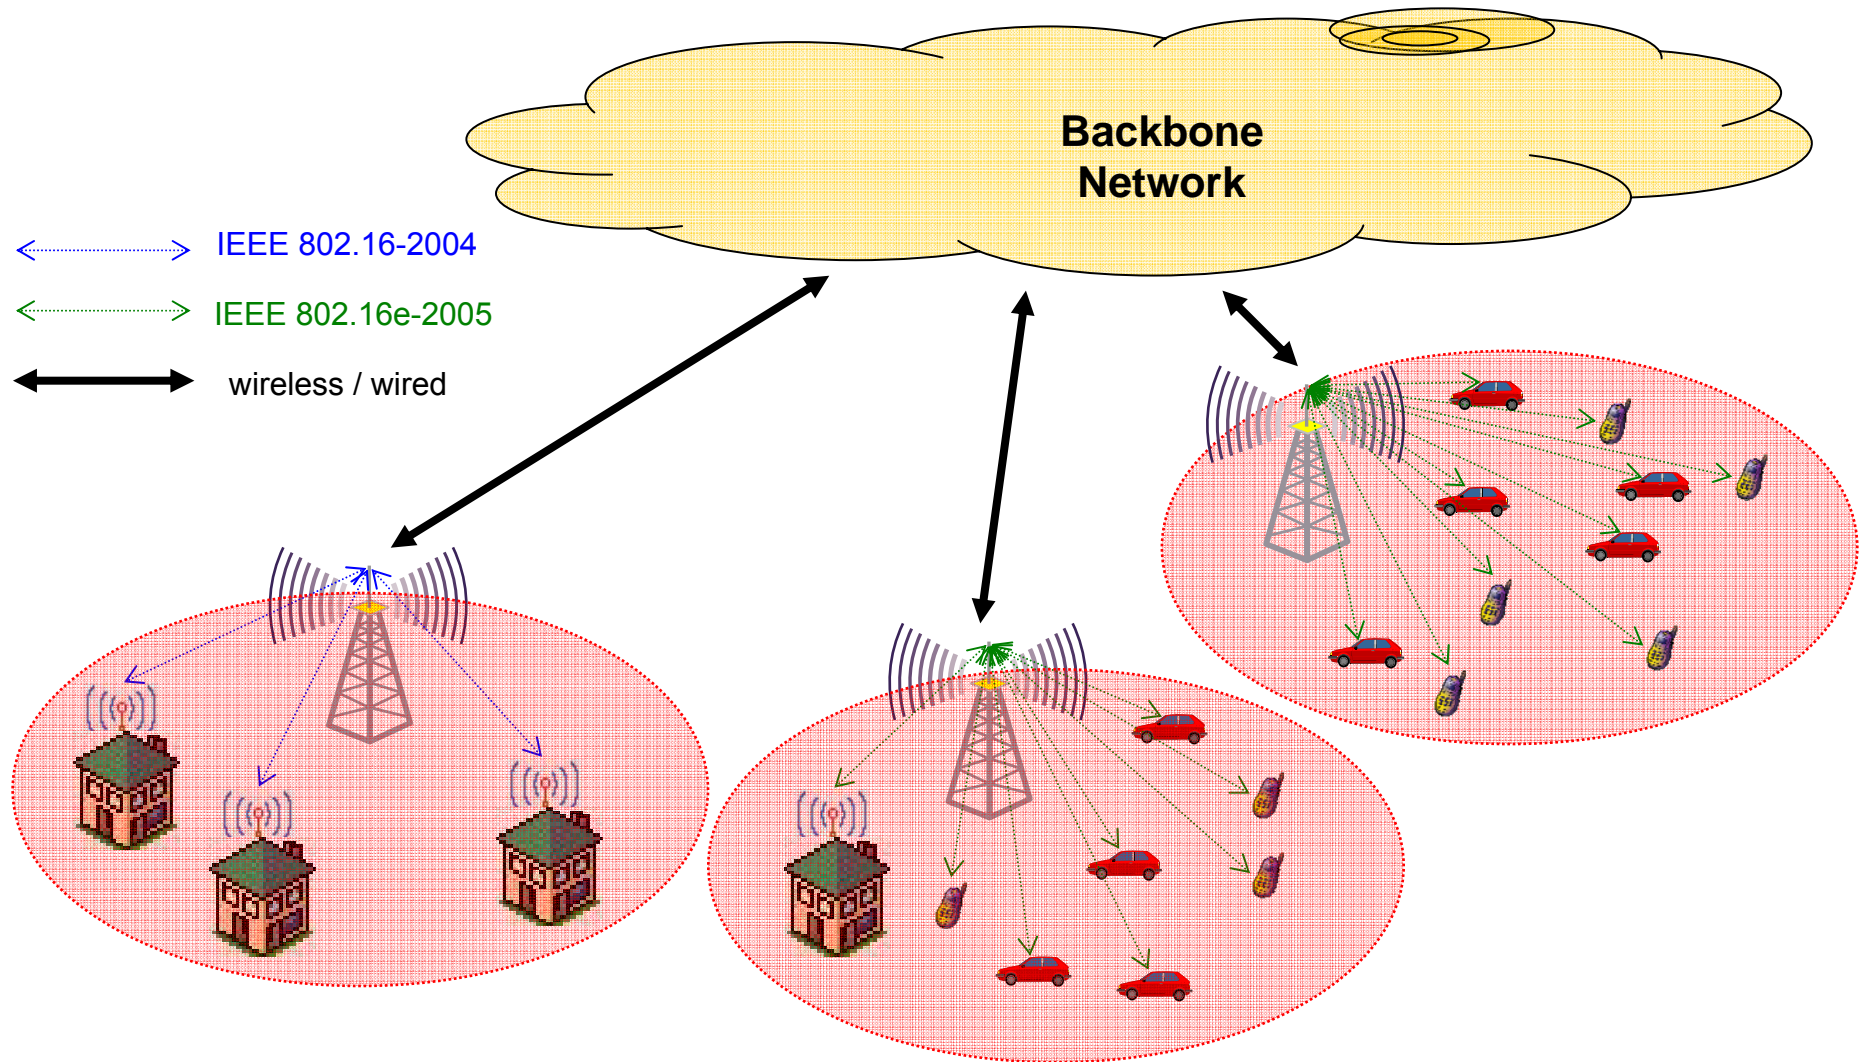 Backbone
Network
IEEE 802.16-2004
IEEE 802.16e-2005
wireless / wired